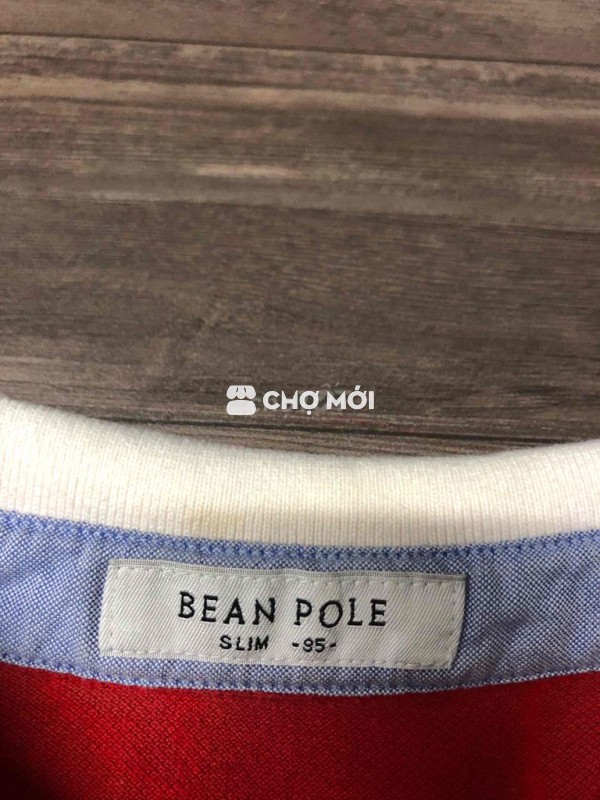 CHỢ MỚI
BEAN POLE
SLIM -95-